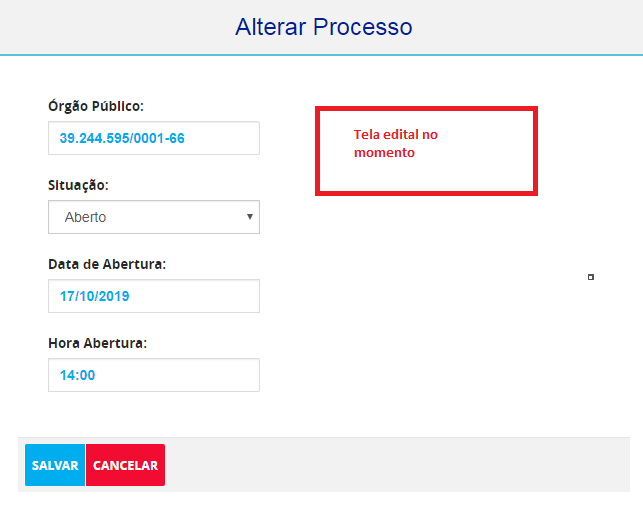 Alterar Processo
Órgão Público:
39.244.595/0001-66
Tela edital no
momento
Situação:
Aberto
Data de Abertura:
17/10/2019
Hora Abertura:
14:00
SALVAR
CANCELAR